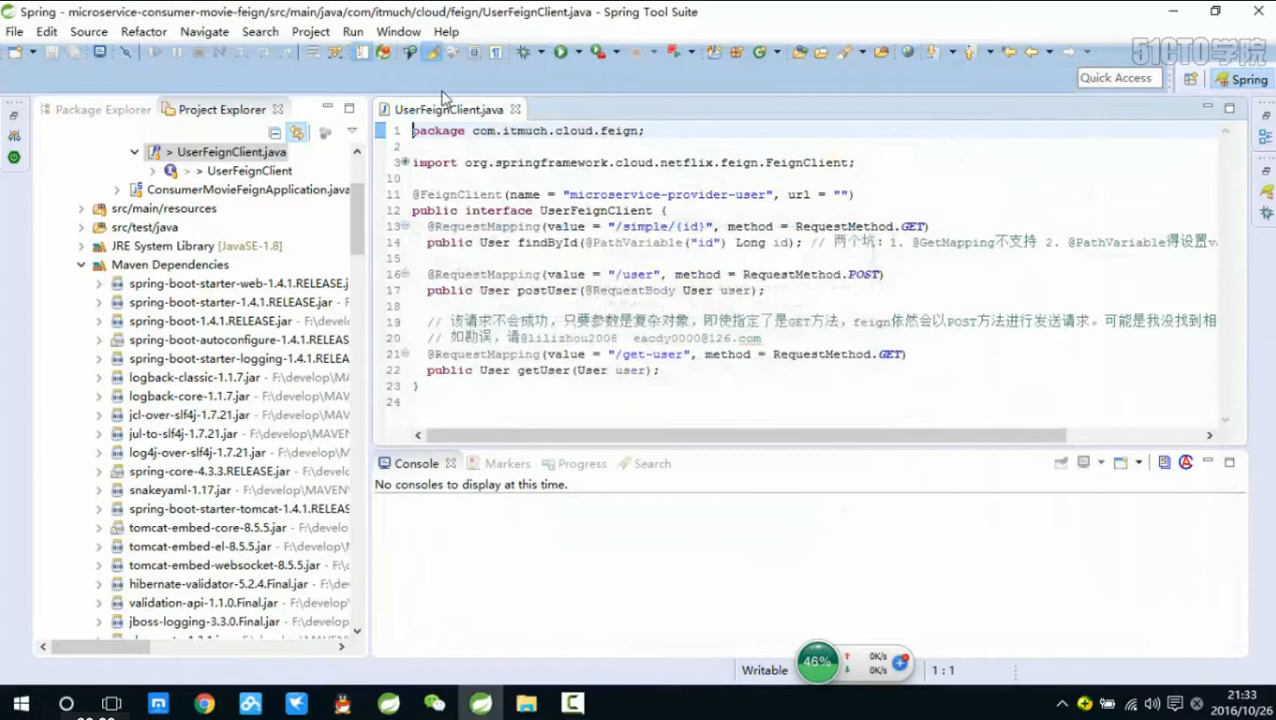 Spring - microservice-consumer-movie-feign/src/main/java/com/itmuch/cloud/feign/UserFeignClient.java - Spring Tool Suite
File Edit Source Refactor Navigate Search Project Run Window Help
51CTO学院
Quick Access
Spring
Package Explorer Project Explorer
UserFeignClient.java
> UserFeignClient.java
> UserFeignClient
ConsumerMovieFeignApplication.java
src/main/resources
src/test/java
JRE System Library [JavaSE-1.8]
Maven Dependencies
spring-boot-starter-web-1.4.1.RELEASE.j
spring-boot-starter-1.4.1.RELEASE.jar
spring-boot-1.4.1.RELEASE.jar - F:\devel
spring-boot-autoconfigure-1.4.1.RELEAS
spring-boot-starter-logging-1.4.1.RELEA
logback-classic-1.1.7.jar - F:\develop\MA
logback-core-1.1.7.jar - F:\develop\MAV
jcl-over-slf4j-1.7.21.jar - F:\develop\MAV
jul-to-slf4j-1.7.21.jar - F:\develop\MAVE
log4j-over-slf4j-1.7.21.jar - F:\develop\M
spring-core-4.3.3.RELEASE.jar - F:\devel
snakeyaml-1.17.jar - F:\develop\MAVEN
spring-boot-starter-tomcat-1.4.1.RELEAS
tomcat-embed-core-8.5.5.jar - F:\develo
tomcat-embed-el-8.5.5.jar - F:\develop\
tomcat-embed-websocket-8.5.5.jar - F:\d
hibernate-validator-5.2.4.Final.jar - F:\de
validation-api-1.1.0.Final.jar - F:\develop
jboss-logging-3.3.0.Final.jar - F:\develop
1 package com.itmuch.cloud.feign;
2
3 import org.springframework.cloud.netflix.feign.FeignClient;
10
11 @FeignClient(name = "microservice-provider-user", url = "")
12 public interface UserFeignClient {
13 @RequestMapping(value = "/simple/{id}", method = RequestMethod.GET)
14 public User findById(@PathVariable("id") Long id); // 两个坑：1. @GetMapping不支持 2. @PathVariable得设置v
15
16 @RequestMapping(value = "/user", method = RequestMethod.POST)
17 public User postUser(@RequestBody User user);
18
19 // 该请求不会成功，只要参数是复杂对象，即使指定了是GET方法，feign依然会以POST方法进行发送请求。可能是我没找到相
20 // 如勘误，请@lilizhou2008 eacdy0000@126.com
21 @RequestMapping(value = "/get-user", method = RequestMethod.GET)
22 public User getUser(User user);
23 }
24
Console Markers Progress Search
No consoles to display at this time.
Writable
46%
0K/s
0K/s
1 : 1
21:33
2016/10/26